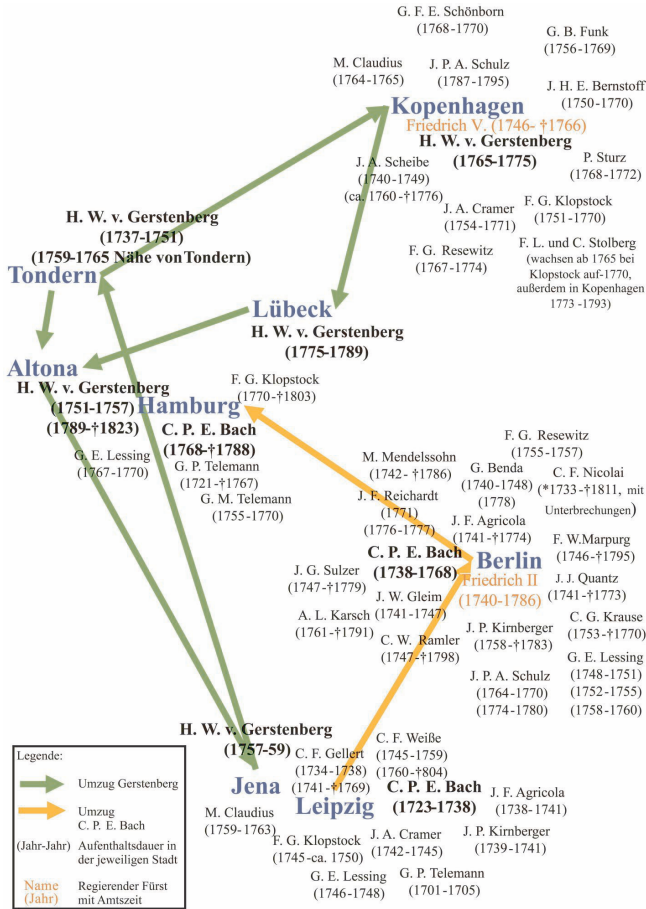 G. F. E. Schönborn
(1768-1770)
G. B. Funk
(1756-1769)
M. Claudius
(1764-1765)
J. P. A. Schulz
(1787-1795)
J. H. E. Bernstoff
(1750-1770)
Kopenhagen
Friedrich V. (1746- †1766)
H. W. v. Gerstenberg
(1765-1775)
J. A. Scheibe
(1740-1749)
(ca. 1760-†1776)
P. Sturz
(1768-1772)
J. A. Cramer
(1754-1771)
F. G. Klopstock
(1751-1770)
F. G. Resewitz
(1767-1774)
F. L. und C. Stolberg
(wachsen ab 1765 bei
Klopstock auf-1770,
außerdem in Kopenhagen
1773 -1793)
H. W. v. Gerstenberg
(1737-1751)
(1759-1765 Nähe von Tondern)
Tondern
Lübeck
H. W. v. Gerstenberg
(1775-1789)
Altona
H. W. v. Gerstenberg
(1751-1757)
(1789-†1823)
G. E. Lessing
(1767-1770)
F. G. Klopstock
(1770-†1803)
Hamburg
C. P. E. Bach
(1768-†1788)
G. P. Telemann
(1721-†1767)
G. M. Telemann
(1755-1770)
F. G. Resewitz
(1755-1757)
M. Mendelssohn
(1742- †1786)
G. Benda
(1740-1748)
(1778)
C. F. Nicolai
(*1733-†1811, mit
Unterbrechungen)
J. F. Reichardt
(1771)
(1776-1777)
J. F. Agricola
(1741-†1774)
F. W.Marpurg
(1746-†1795)
C. P. E. Bach
(1738-1768)
Berlin
Friedrich II
(1740-1786)
J. G. Sulzer
(1747-†1779)
J. J. Quantz
(1741-†1773)
J. W. Gleim
(1741-1747)
A. L. Karsch
(1761-†1791)
C. W. Ramler
(1747-†1798)
J. P. Kirnberger
(1758-†1783)
C. G. Krause
(1753-†1770)
J. P. A. Schulz
(1764-1770)
(1774-1780)
G. E. Lessing
(1748-1751)
(1752-1755)
(1758-1760)
H. W. v. Gerstenberg
(1757-59)
Jena
M. Claudius
(1759-1763)
C. F. Gellert
(1734-1738)
(1741-†1769)
C. F. Weiße
(1745-1759)
(1760-†804)
Leipzig
C. P. E. Bach
(1723-1738)
J. F. Agricola
(1738-1741)
F. G. Klopstock
(1745-ca. 1750)
J. A. Cramer
(1742-1745)
J. P. Kirnberger
(1739-1741)
G. E. Lessing
(1746-1748)
G. P. Telemann
(1701-1705)
Legende:
Umzug Gerstenberg
Umzug
C. P. E. Bach
(Jahr-Jahr) Aufenthaltsdauer in
der jeweiligen Stadt
Name Regierender Fürst
(Jahr) mit Amtszeit